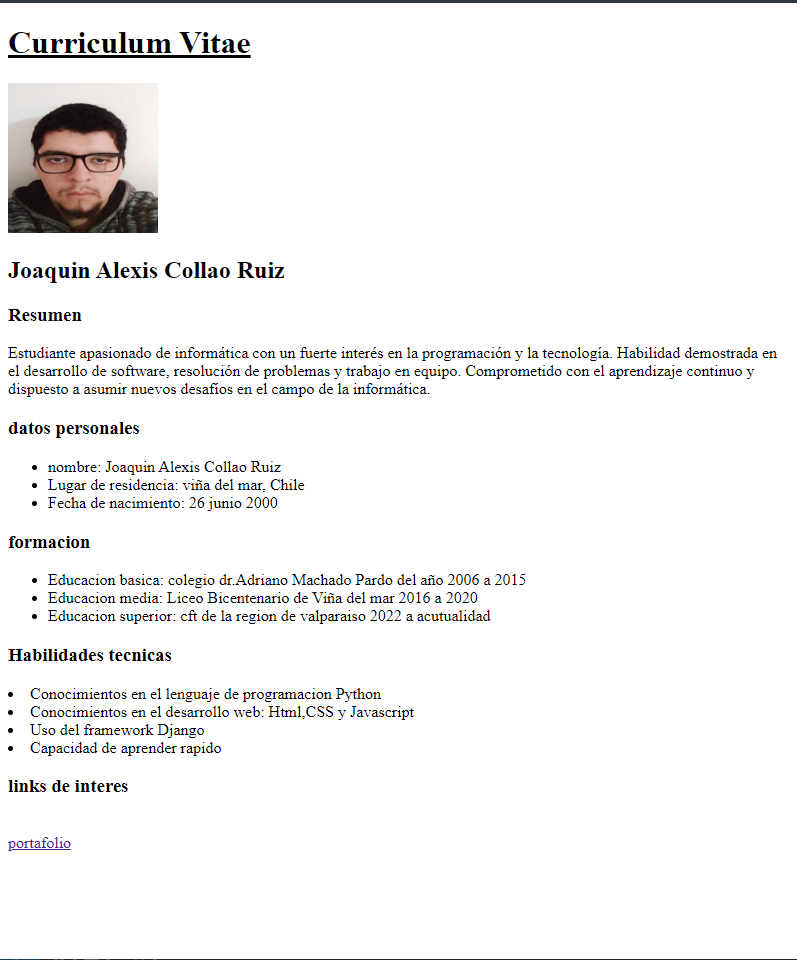 Curriculum Vitae
Joaquin Alexis Collao Ruiz
Resumen
Estudiante apasionado de informática con un fuerte interés en la programación y la tecnología. Habilidad demostrada en
el desarrollo de software, resolución de problemas y trabajo en equipo. Comprometido con el aprendizaje continuo y
dispuesto a asumir nuevos desafíos en el campo de la informática.
datos personales
• nombre: Joaquin Alexis Collao Ruiz
• Lugar de residencia: viña del mar, Chile
• Fecha de nacimiento: 26 junio 2000
formacion
• Educacion basica: colegio dr.Adriano Machado Pardo del año 2006 a 2015
• Educacion media: Liceo Bicentenario de Viña del mar 2016 a 2020
• Educacion superior: cft de la region de valparaiso 2022 a acutualidad
Habilidades tecnicas
• Conocimientos en el lenguaje de programacion Python
• Conocimientos en el desarrollo web: Html,CSS y Javascript
• Uso del framework Django
• Capacidad de aprender rapido
links de interes
portafolio